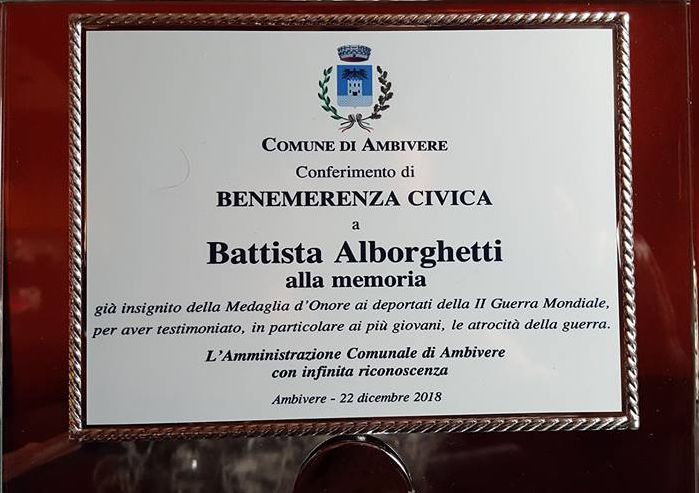 COMUNE DI AMBIVERE
Conferimento di
BENEMERENZA CIVICA
a
Battista Alborghetti
alla memoria
già insignito della Medaglia d'Onore ai deportati della II Guerra Mondiale,
per aver testimoniato, in particolare ai più giovani, le atrocità della guerra.
L'Amministrazione Comunale di Ambivere
con infinita riconoscenza
Ambivere - 22 dicembre 2018